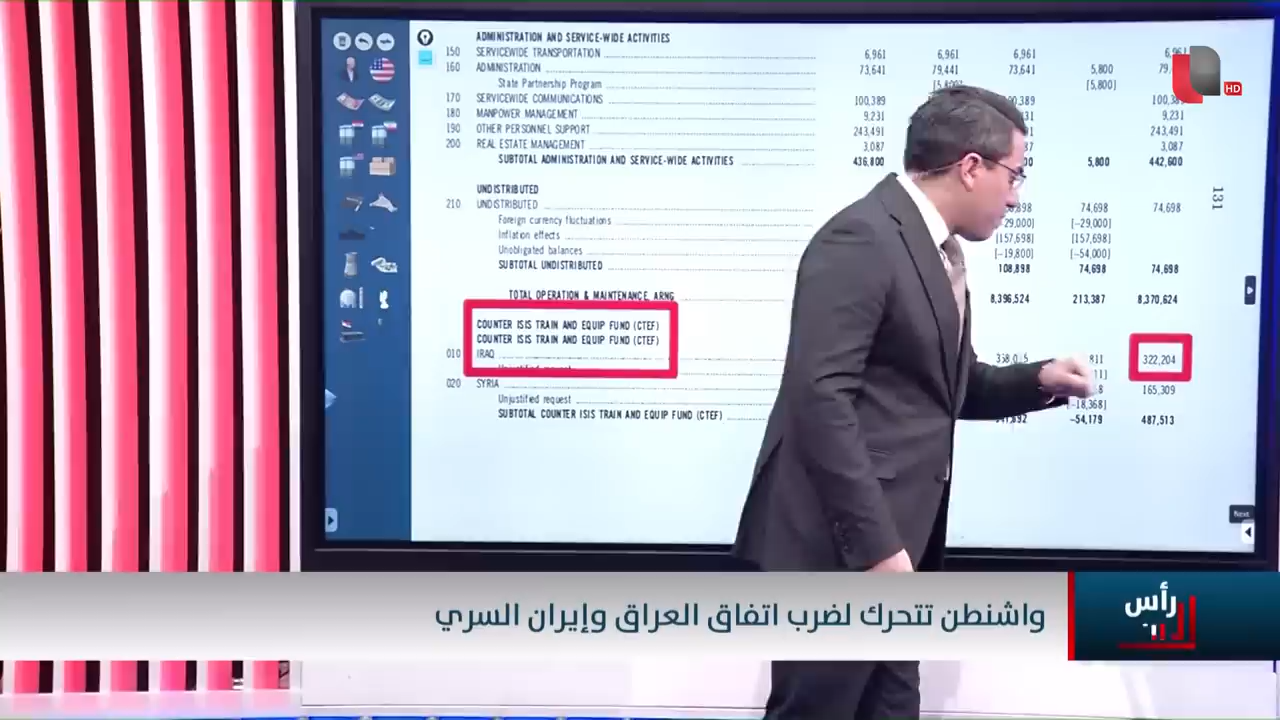 ADMINISTRATION AND SERVICE-WIDE ACTIVITIES
150 SERVICEWIDE TRANSPORTATION 6,961 6,961 6,961
160 ADMINISTRATION 73,641 79,441 73,641 5,800
State Partnership Program [5,800]
170 SERVICEWIDE COMMUNICATIONS 100,389 100,389
180 MANPOWER MANAGEMENT 9,231 9,231
190 OTHER PERSONNEL SUPPORT 243,491 243,491
200 REAL ESTATE MANAGEMENT 3,087 3,087
SUBTOTAL ADMINISTRATION AND SERVICE-WIDE ACTIVITIES 436,800 5,800 442,600
HD
131
UNDISTRIBUTED
210 UNDISTRIBUTED 74,698 74,698
Foreign currency fluctuations [-29,000]
Inflation effects [157,698] [157,698]
Unobligated balances [-19,800] [-54,000]
SUBTOTAL UNDISTRIBUTED 108,898 74,698 74,698
TOTAL OPERATION & MAINTENANCE, ARNG 8,396,524 213,387 8,370,624
COUNTER ISIS TRAIN AND EQUIP FUND (CTEF)
COUNTER ISIS TRAIN AND EQUIP FUND (CTEF)
010 IRAQ 322,204
020 SYRIA 165,309
Unjustified request [-18,368]
SUBTOTAL COUNTER ISIS TRAIN AND EQUIP FUND (CTEF) -54,179 487,513
Next
واشنطن تتحرك لضرب اتفاق العراق وإيران السري
رأس